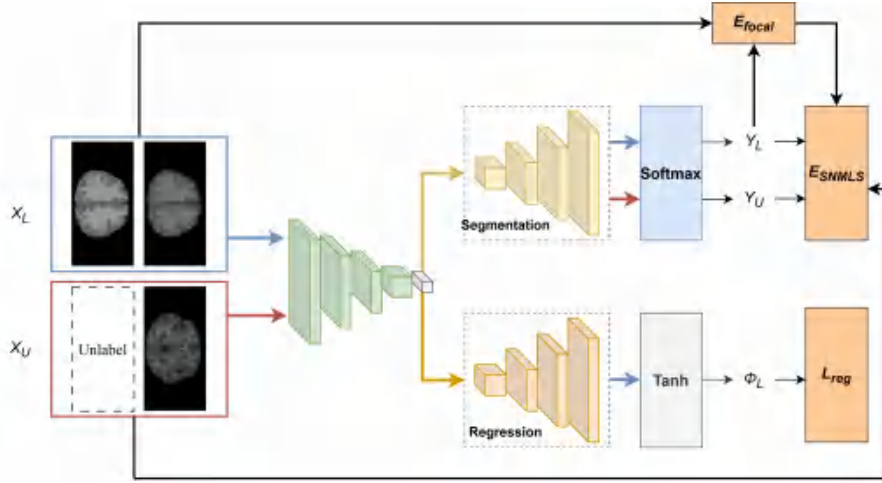 E_focal
X_L
Segmentation
Softmax
Y_L
Y_U
E_SNMLS
X_U
Unlabel
Regression
Tanh
Φ_L
L_reg